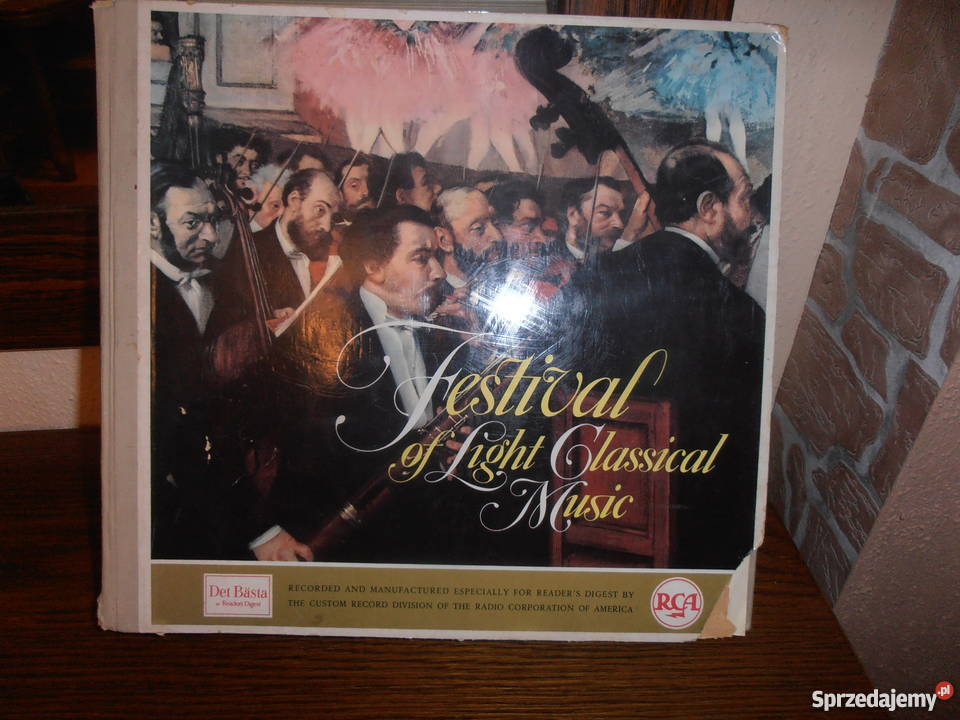 Festival
of Light Classical
Music
Det Bästa
Reader's Digest
RECORDED AND MANUFACTURED ESPECIALLY FOR READER'S DIGEST BY
THE CUSTOM RECORD DIVISION OF THE RADIO CORPORATION OF AMERICA
RCA
Sprzedajemy.pl